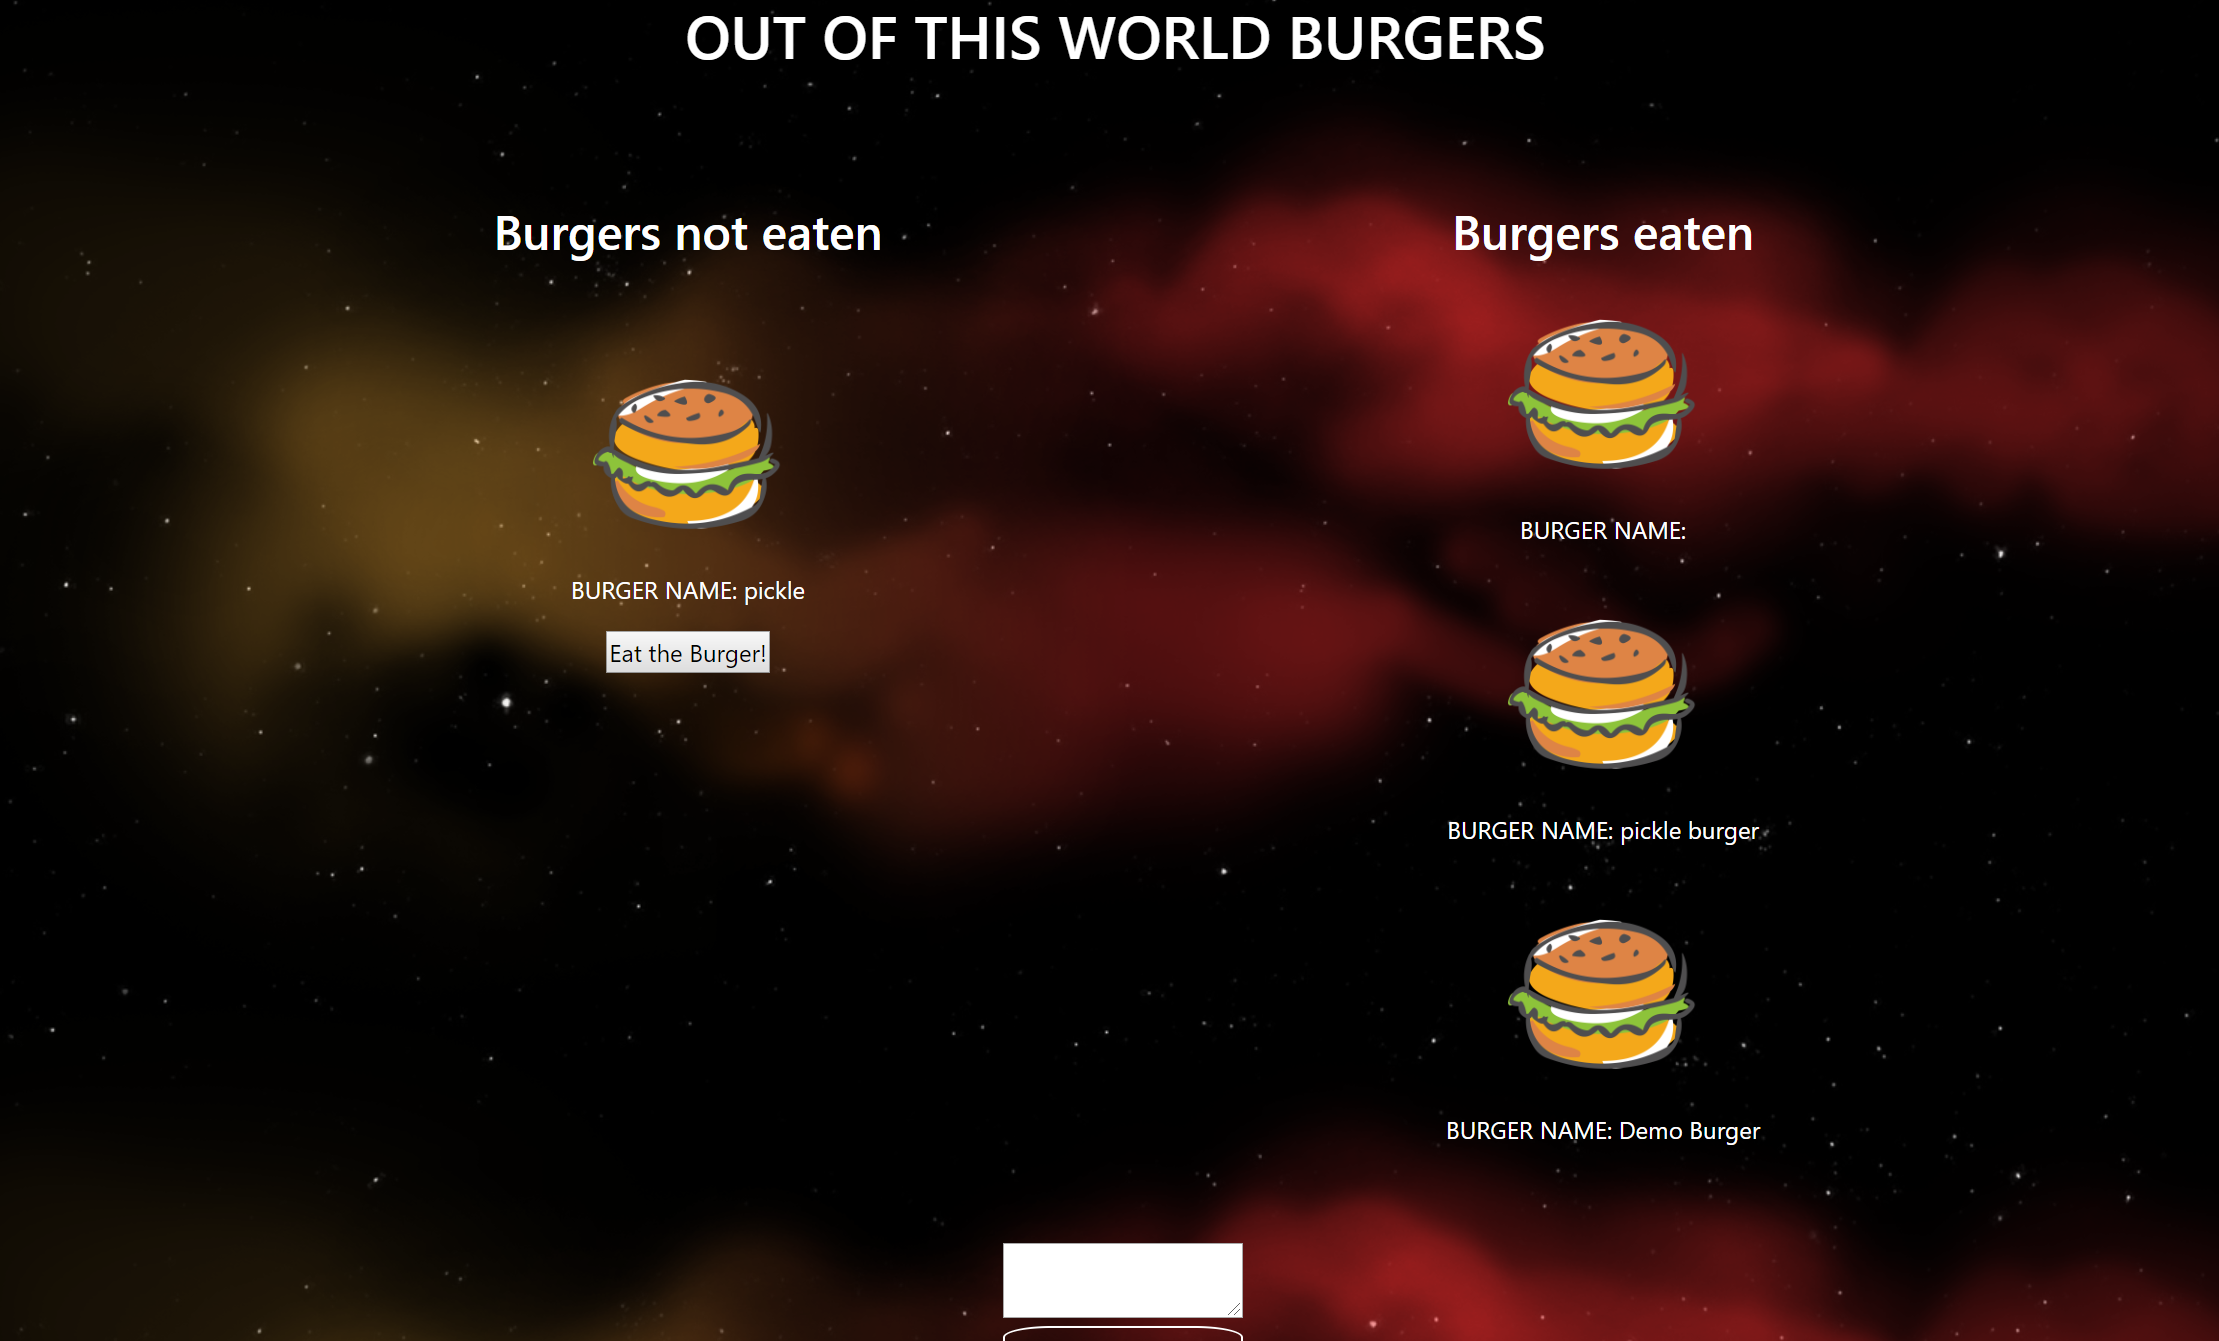 OUT OF THIS WORLD BURGERS
Burgers not eaten
BURGER NAME: pickle
Eat the Burger!
Burgers eaten
BURGER NAME:
BURGER NAME: pickle burger
BURGER NAME: Demo Burger